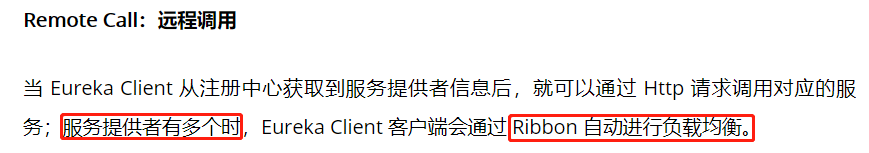 Remote Call：远程调用
当 Eureka Client 从注册中心获取到服务提供者信息后，就可以通过 Http 请求调用对应的服
务；服务提供者有多个时，Eureka Client 客户端会通过 Ribbon 自动进行负载均衡。